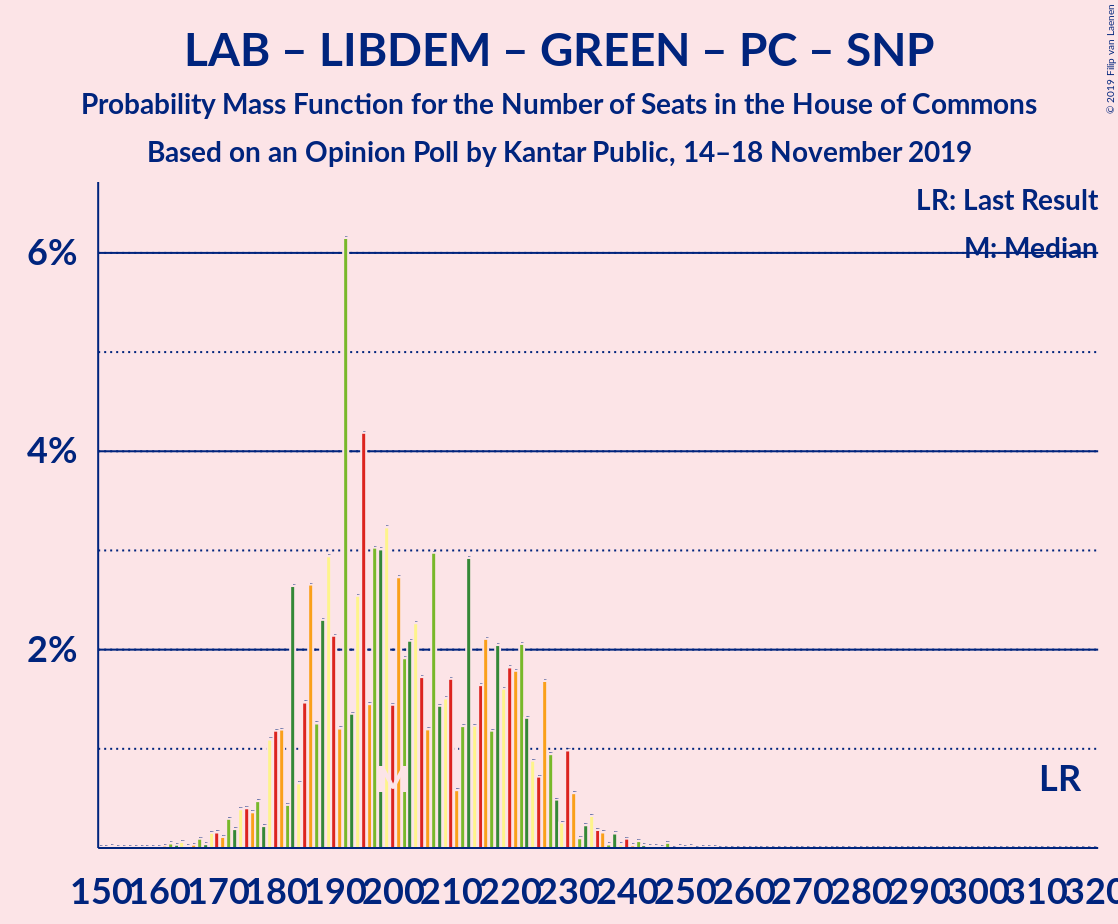 LAB – LIBDEM – GREEN – PC – SNP
Probability Mass Function for the Number of Seats in the House of Commons
Based on an Opinion Poll by Kantar Public, 14–18 November 2019
© 2019 Filip van Laenen
LR: Last Result
M: Median
6%
4%
2%
M
LR
150 160 170 180 190 200 210 220 230 240 250 260 270 280 290 300 310 320